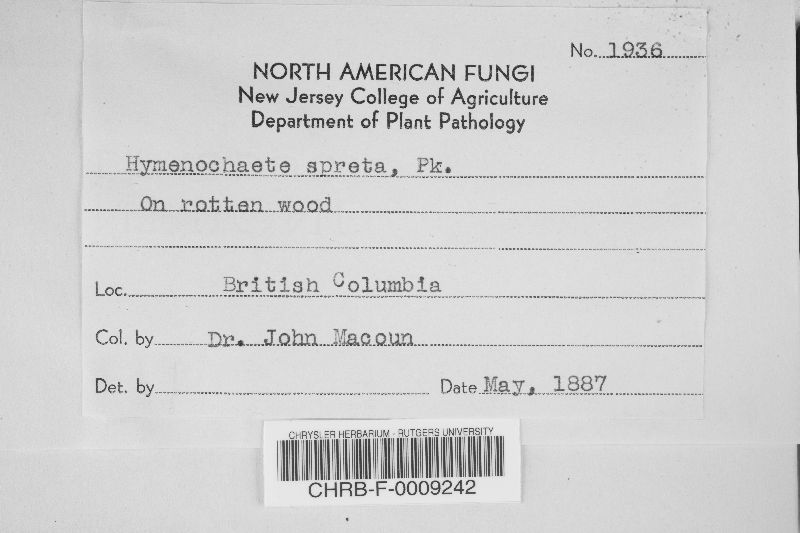 No. 1936
NORTH AMERICAN FUNGI
New Jersey College of Agriculture
Department of Plant Pathology
Hymenochaete spreta, Pk.
On rotten wood
Loc. British Columbia
Col. by Dr. John Macoun
Det. by Date May, 1887
CHRYSLER HERBARIUM - RUTGERS UNIVERSITY
CHRB-F-0009242